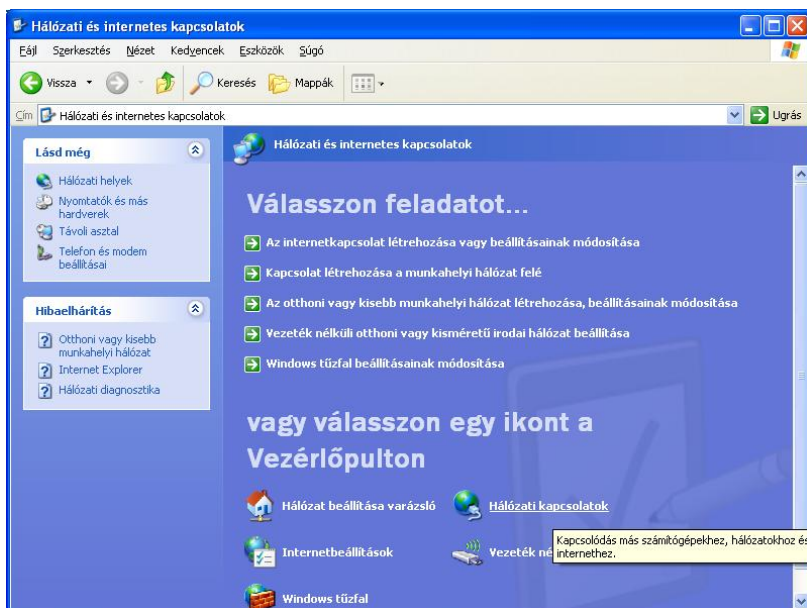 Hálózati és internetes kapcsolatok
Fájl Szerkesztés Nézet Kedvencek Eszközök Súgó
Vissza Keresés Mappák
Cím Hálózati és internetes kapcsolatok Ugrás
Lásd még
Hálózati helyek
Nyomtatók és más
hardverek
Távoli asztal
Telefon és modem
beállításai
Hibaelhárítás
Otthoni vagy kisebb
munkahelyi hálózat
Internet Explorer
Hálózati diagnosztika
Hálózati és internetes kapcsolatok
Válasszon feladatot...
Az internetkapcsolat létrehozása vagy beállításainak módosítása
Kapcsolat létrehozása a munkahelyi hálózat felé
Az otthoni vagy kisebb munkahelyi hálózat létrehozása, beállításainak módosítása
Vezeték nélküli otthoni vagy kisméretű irodai hálózat beállítása
Windows tűzfal beállításainak módosítása
vagy válasszon egy ikont a
Vezérlőpulton
Hálózat beállítása varázsló Hálózati kapcsolatok
Internetbeállítások Vezeték né
Kapcsolódás más számítógépekhez, hálózatokhoz és
internethez.
Windows tűzfal